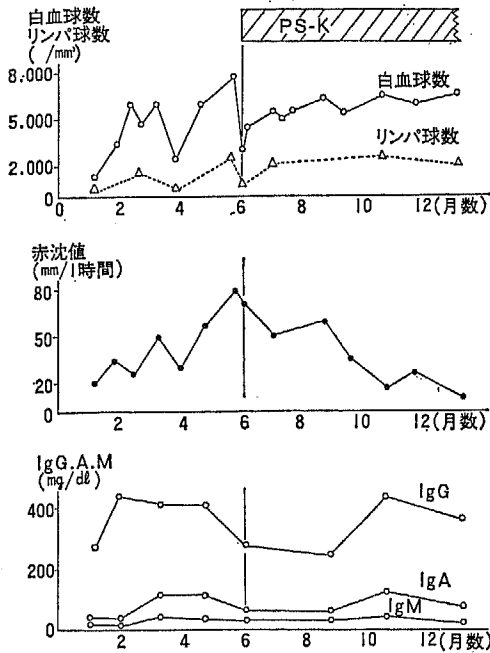 白血球数
リンパ球数
( /mm³)
PS-K
8.000
5.000
2.000
0
白血球数
リンパ球数
0 2 4 6 8 10 12(月数)
赤沈値
(mm/1時間)
80
50
20
0
2 4 6 8 10 12(月数)
IgG.A.M
(mg/dℓ)
400
200
0
IgG
IgA
IgM
2 4 6 8 10 12(月数)